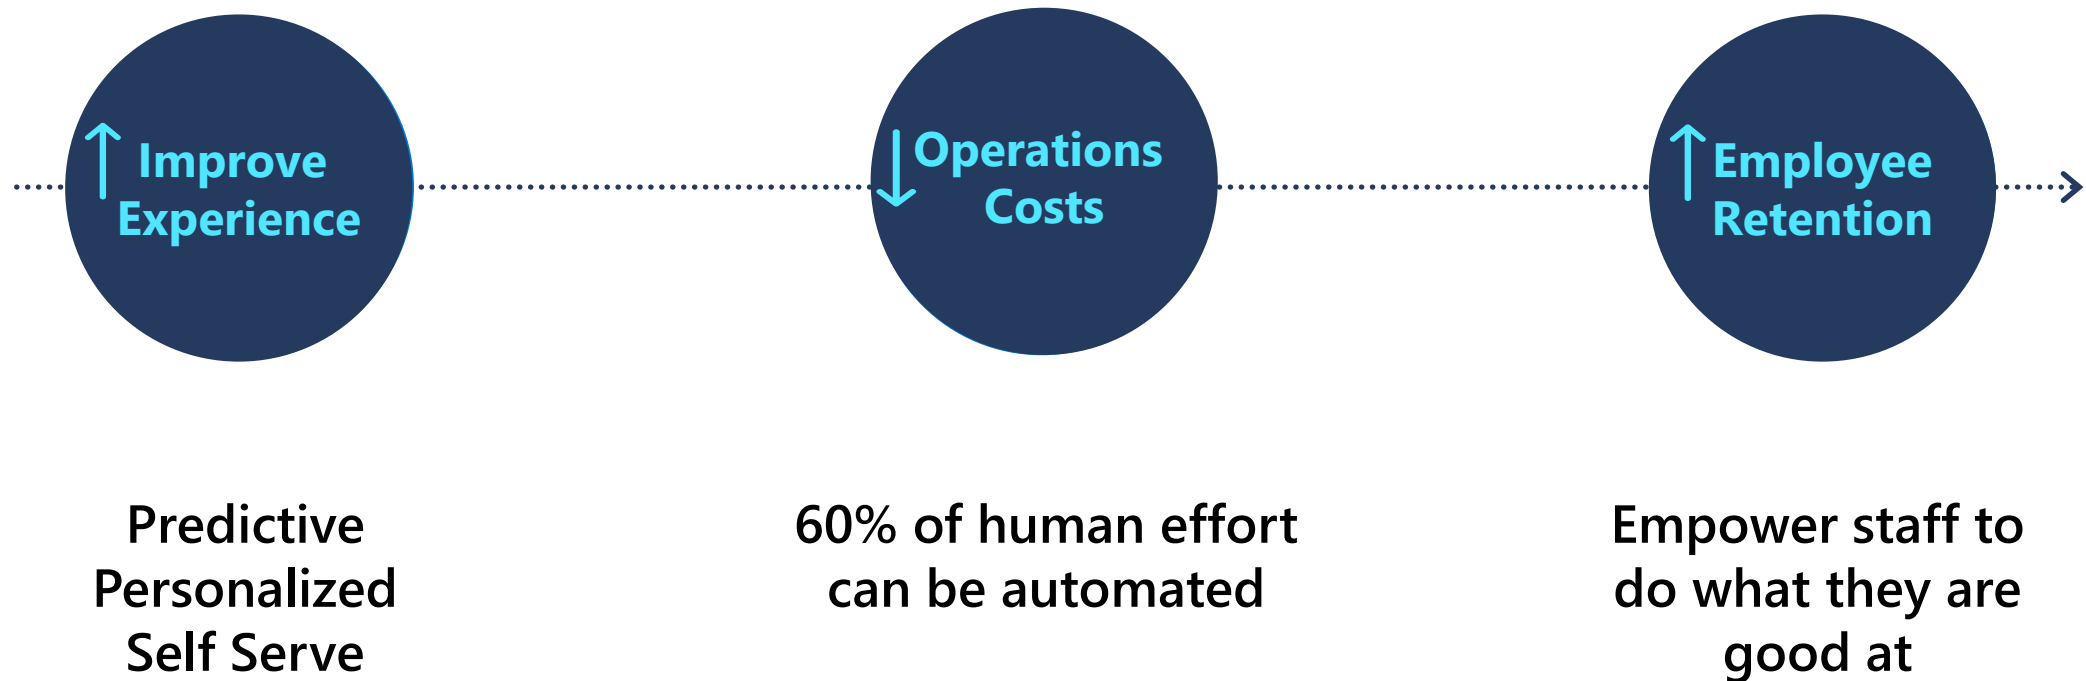 Improve
Experience
Operations
Costs
Employee
Retention
Predictive
Personalized
Self Serve
60% of human effort
can be automated
Empower staff to
do what they are
good at